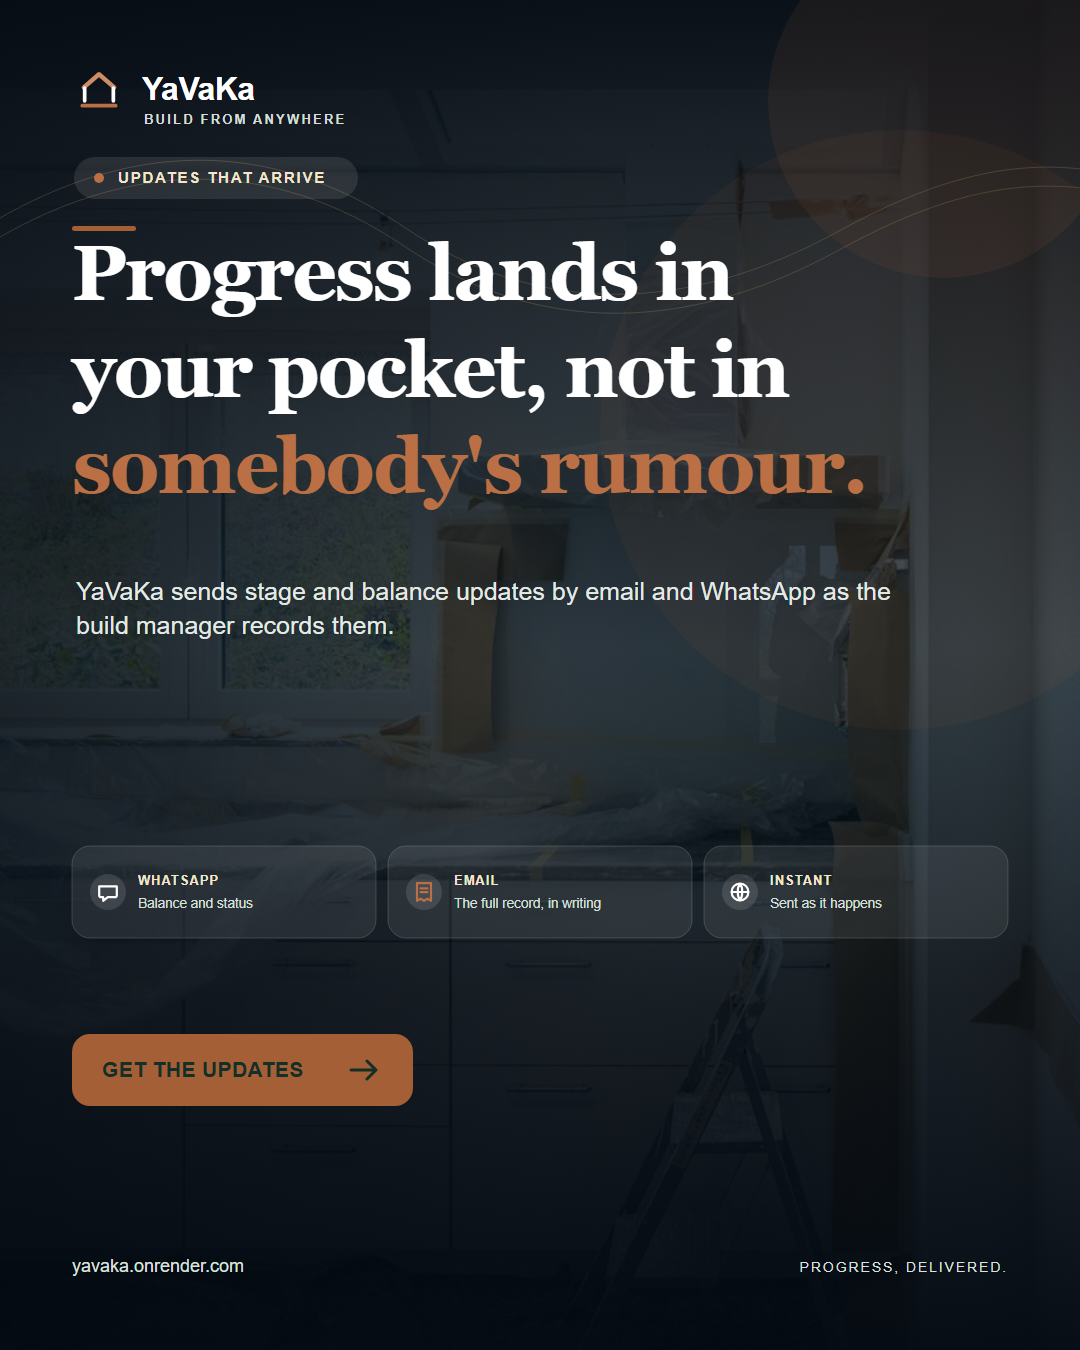 YaVaKa
BUILD FROM ANYWHERE
UPDATES THAT ARRIVE
Progress lands in
your pocket, not in
somebody's rumour.
YaVaKa sends stage and balance updates by email and WhatsApp as the
build manager records them.
WHATSAPP
Balance and status
EMAIL
The full record, in writing
INSTANT
Sent as it happens
GET THE UPDATES
yavaka.onrender.com
PROGRESS, DELIVERED.